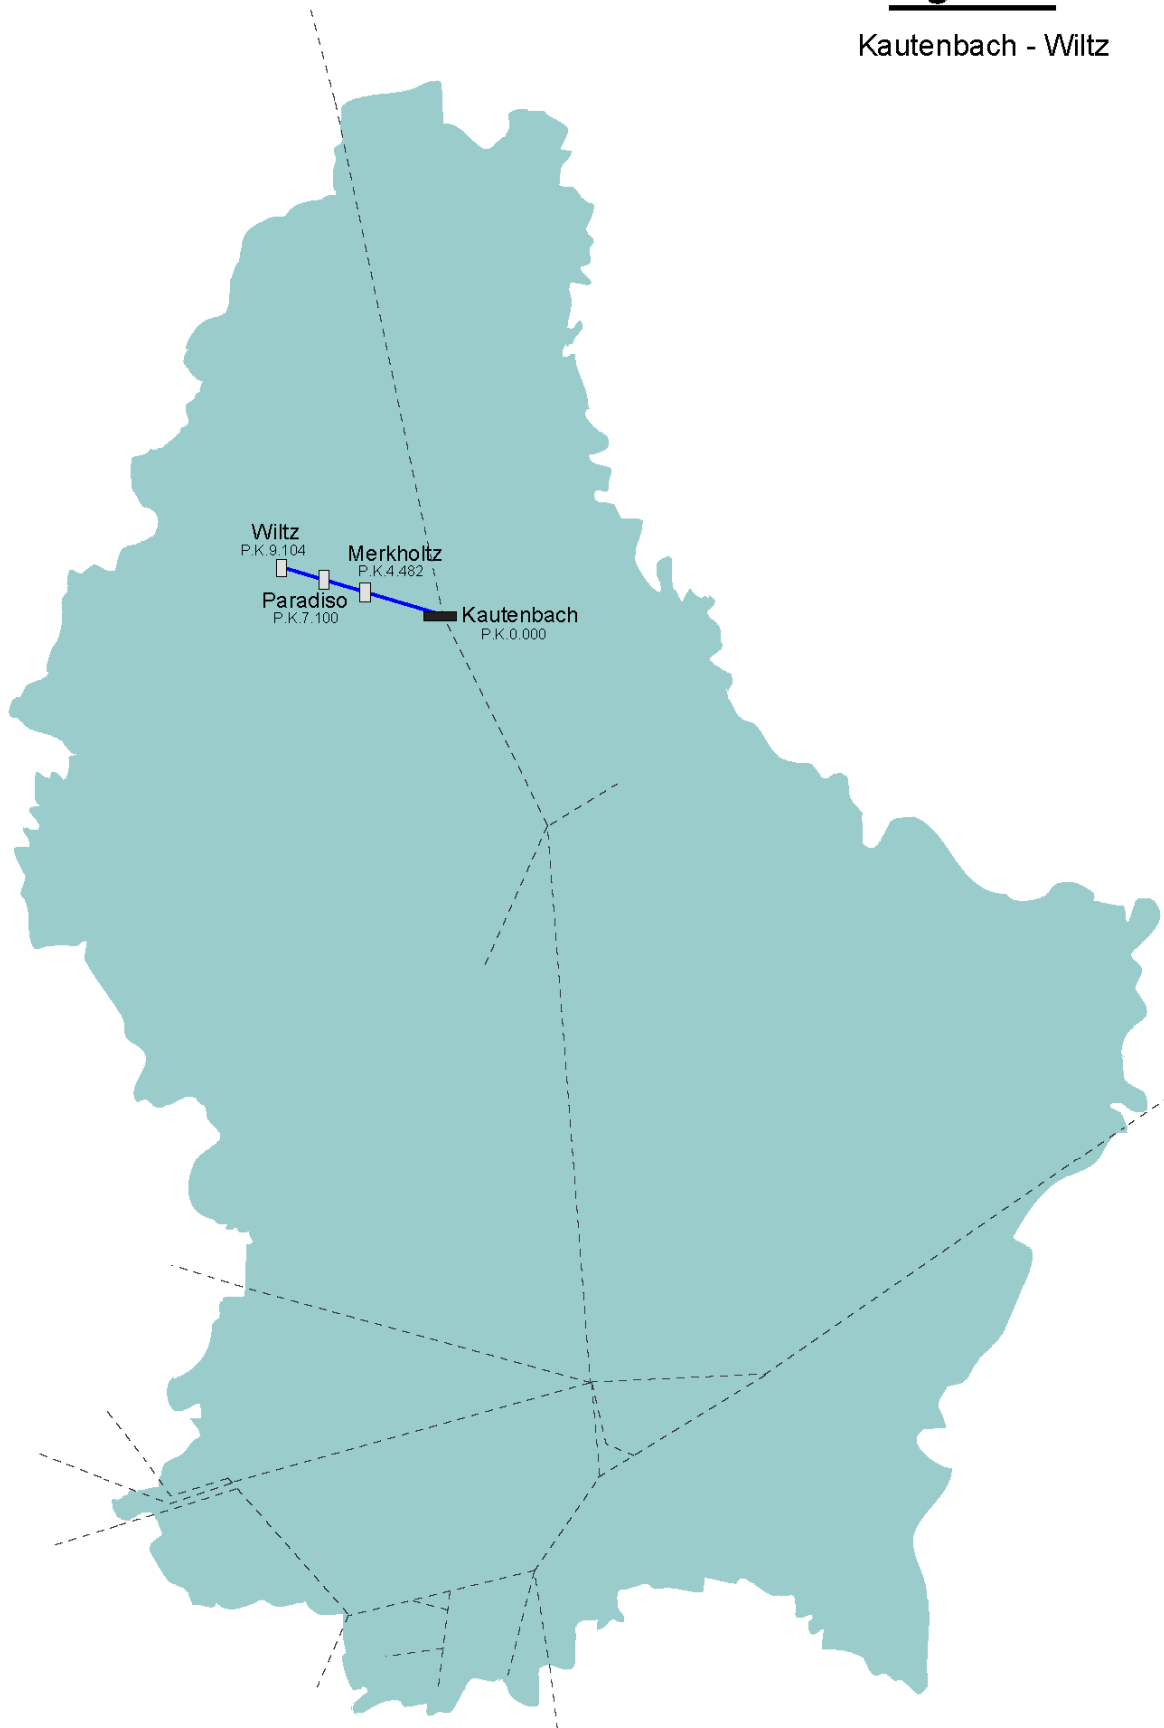 Kautenbach - Wiltz
Wiltz
P.K.9.104
Merkholtz
P.K.4.482
Paradiso
P.K.7.100
Kautenbach
P.K.0.000